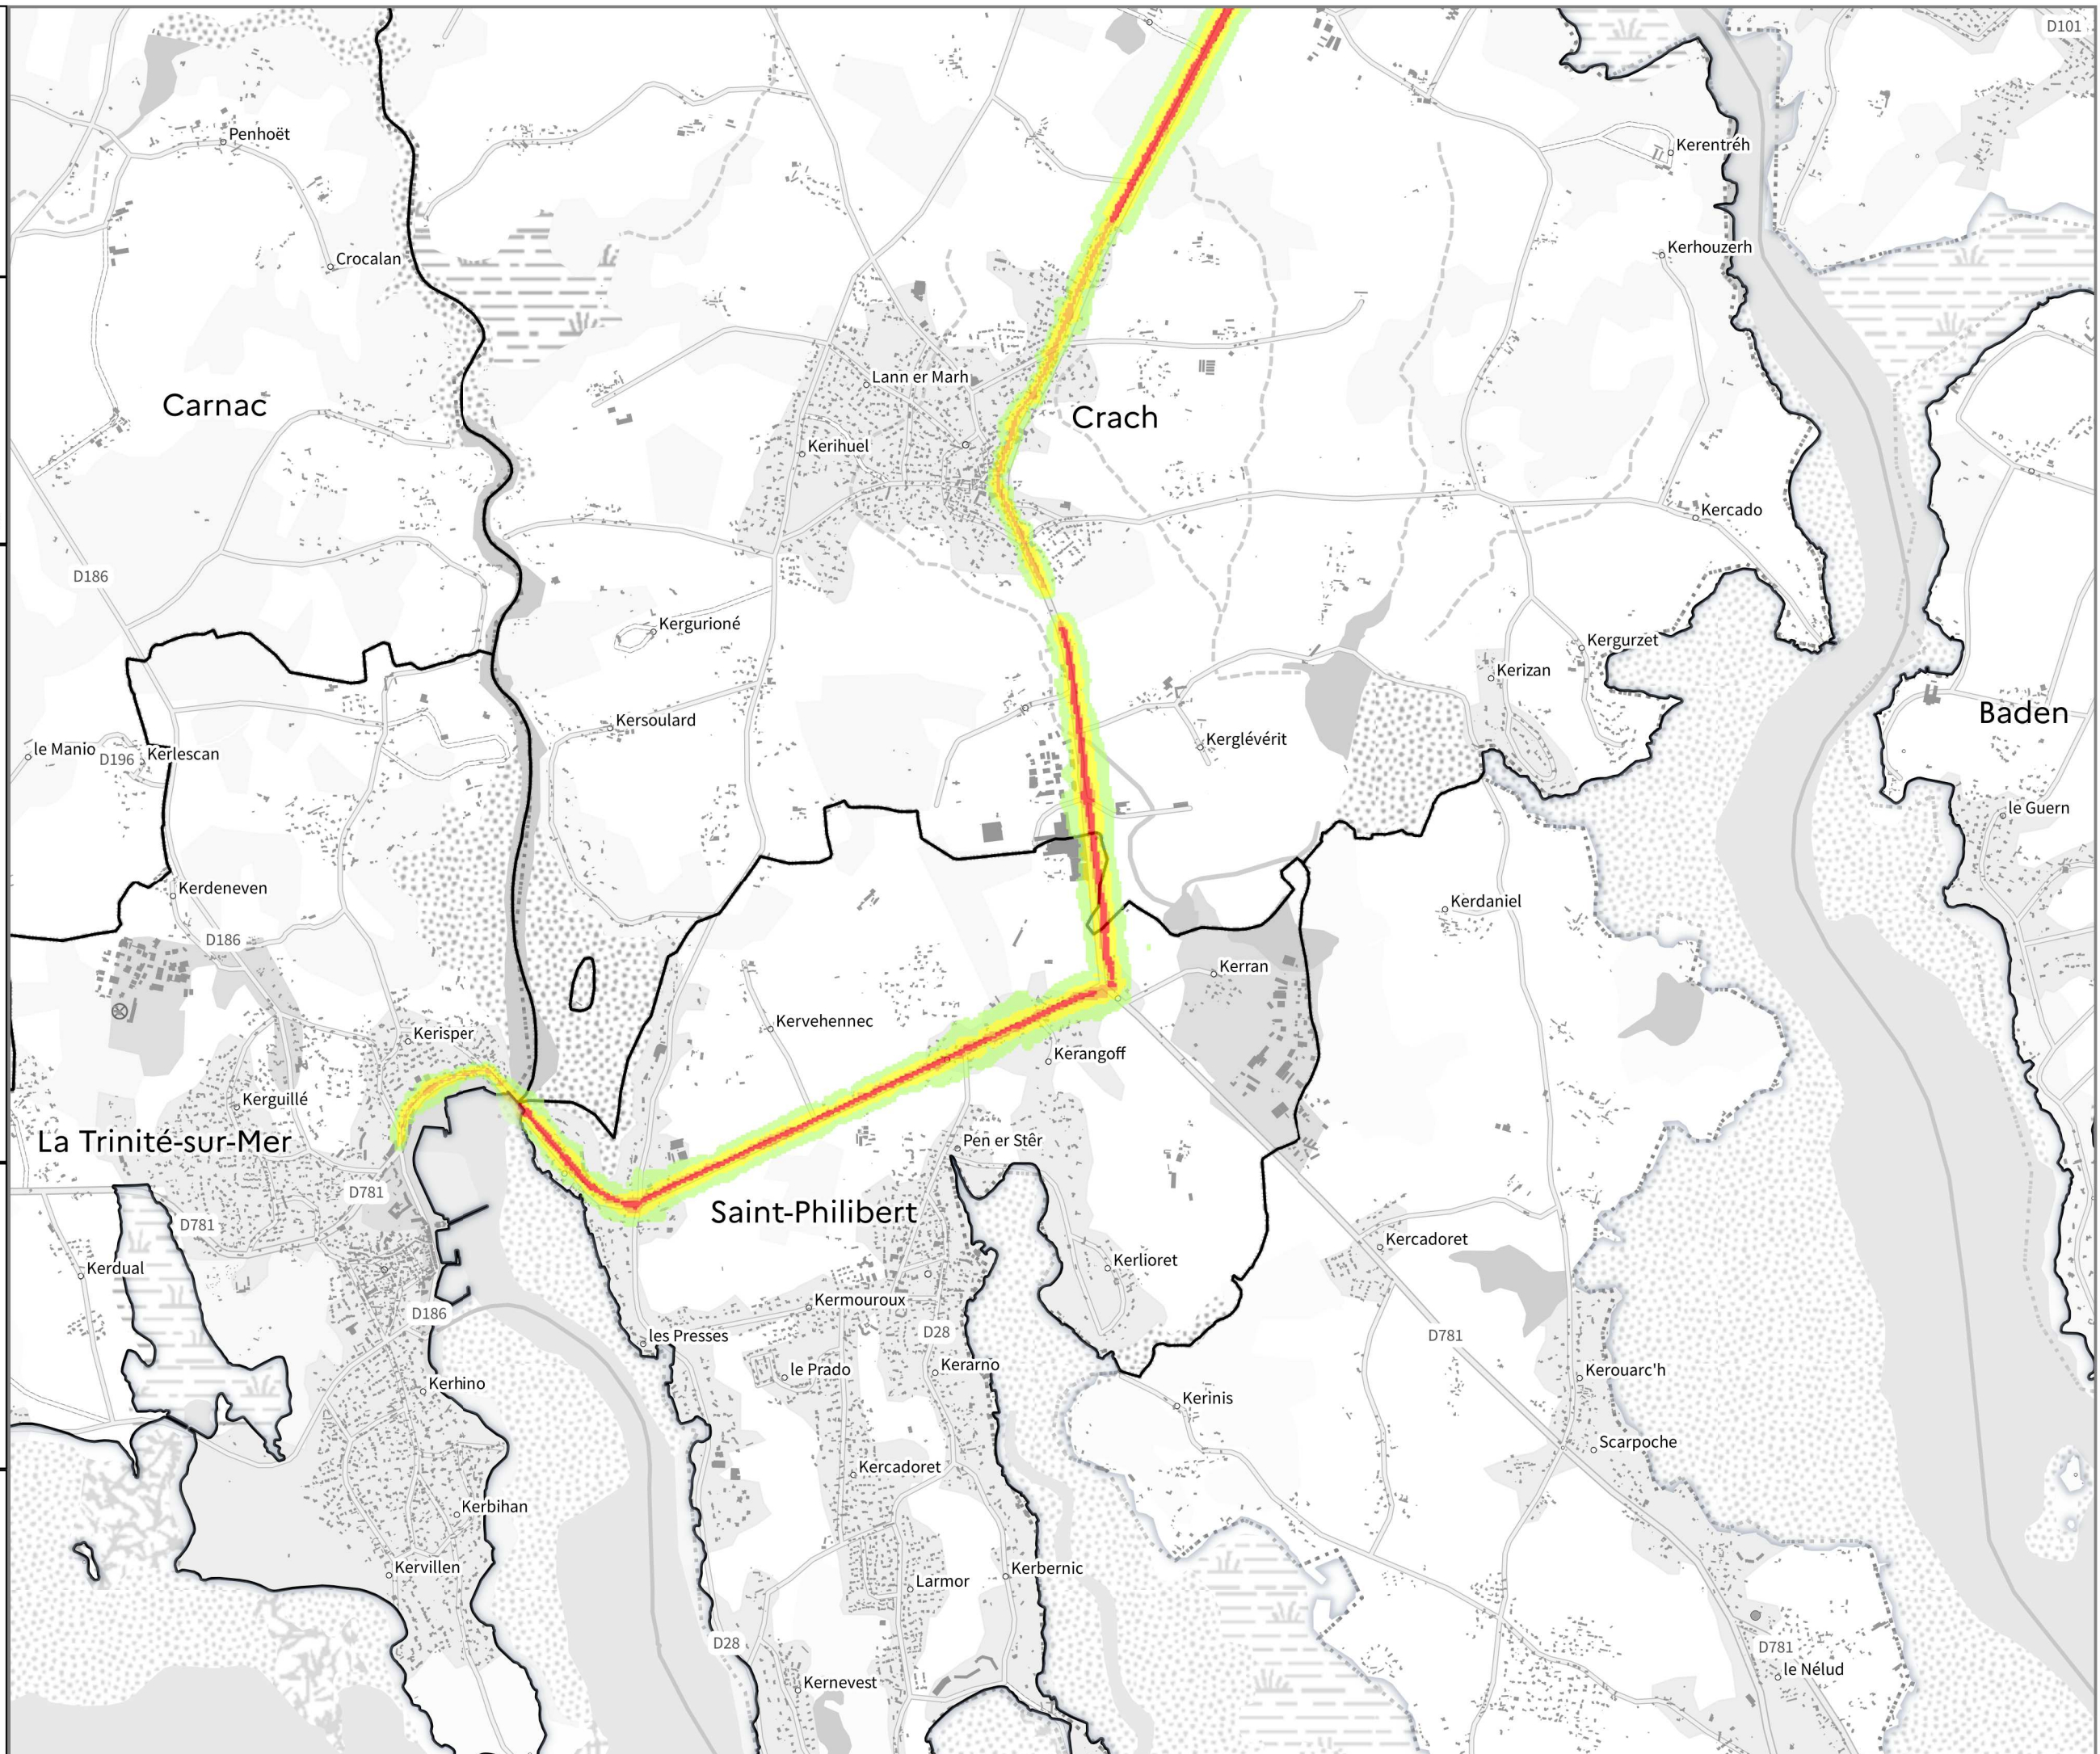 D101
Penhoët
Kerentréh
Kerhouzerh
Crocalan
Lann er Marh
Carnac
Crach
Kerihuel
Kercado
D186
Kergurioné
Kergurzet
Kerizan
Kersoulard
Baden
Kerglévérit
le Manio
D196
Kerlescan
le Guern
Kerdeneven
Kerdaniel
D186
Kerran
Kervehennec
Kerisper
Kerangoff
Kerguillé
La Trinité-sur-Mer
Pen er Stêr
D781
Saint-Philibert
D781
Kercadoret
Kerlioret
Kerdual
Kermouroux
D186
D28
les Presses
D781
le Prado
Kerarno
Kerouarc'h
Kerhino
Kerinis
Scarpoche
Kercadoret
Kerbihan
Kervillen
Kerbernic
Larmor
D28
D781
le Nélud
Kernevest